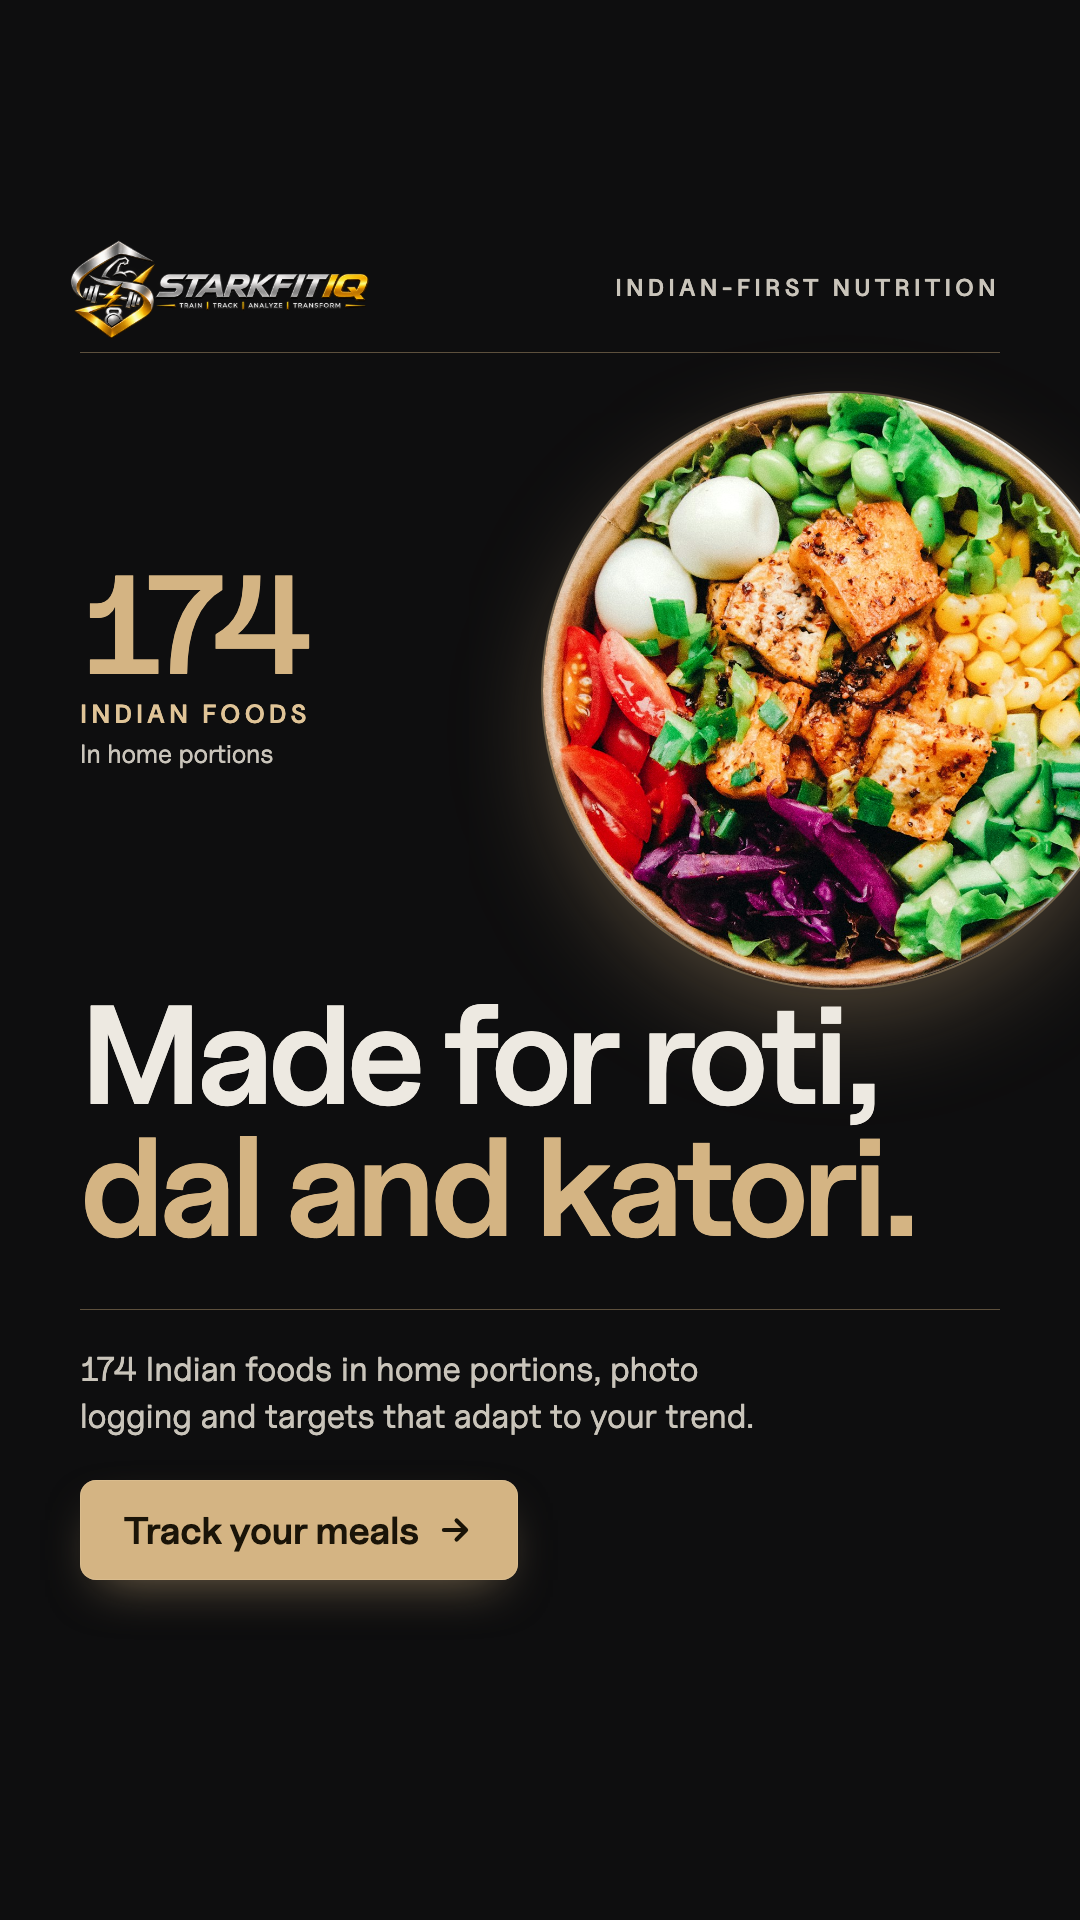 STARKFITIQ
TRAIN | TRACK | ANALYZE | TRANSFORM
INDIAN-FIRST NUTRITION
174
INDIAN FOODS
In home portions
Made for roti,
dal and katori.
174 Indian foods in home portions, photo
logging and targets that adapt to your trend.
Track your meals →